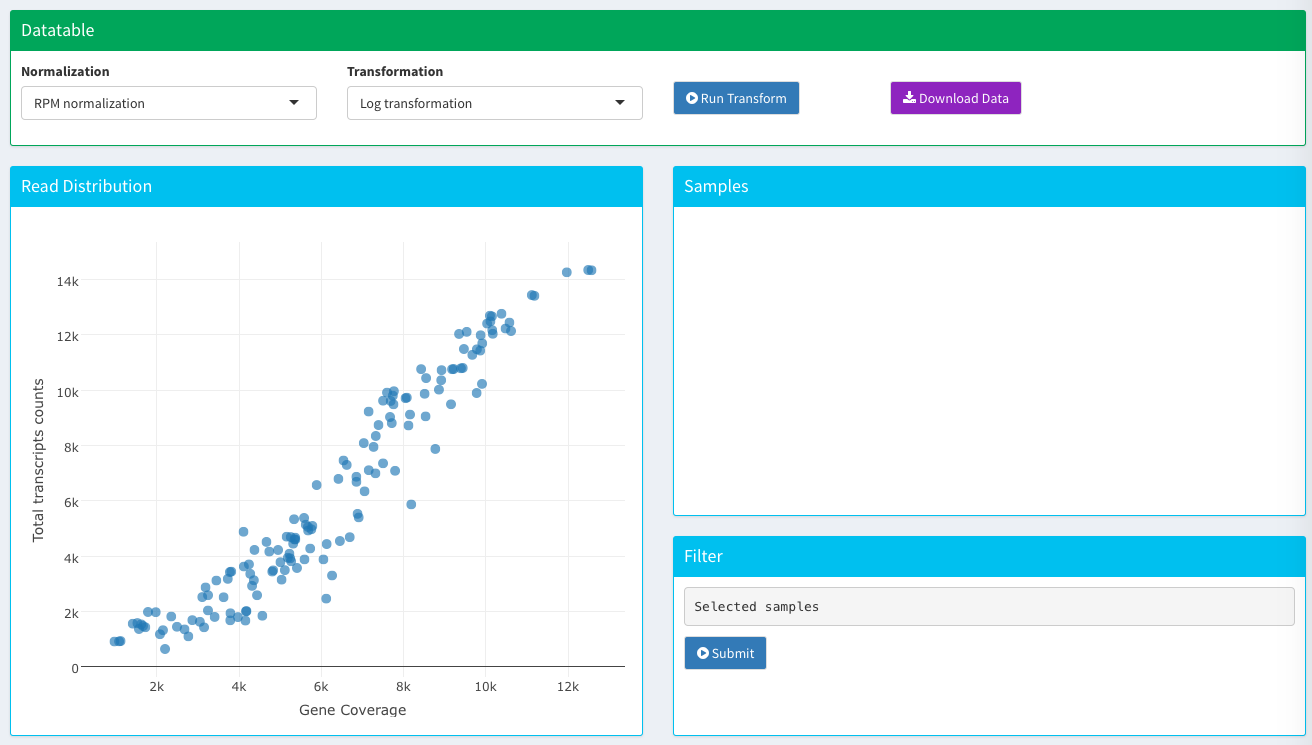 Datatable
Normalization
Transformation
RPM normalization
Log transformation
Run Transform
Download Data
Read Distribution
Samples
14k
12k
10k
8k
6k
4k
2k
0
2k
4k
6k
8k
10k
12k
Total transcripts counts
Gene Coverage
Filter
Selected samples
Submit